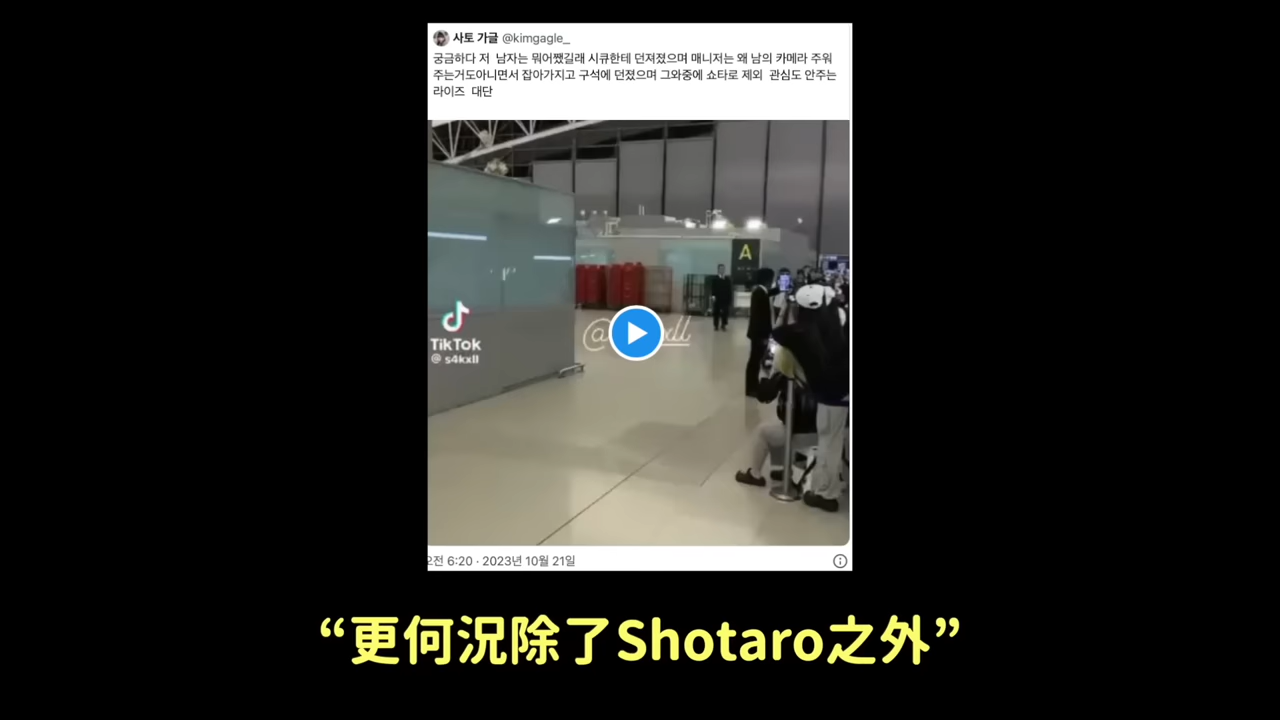 사토 가글 @kimgagle_
궁금하다 저 남자는 뭐어쨌길래 시큐한테 던져졌으며 매니저는 왜 남의 카메라 주워
주는거도아니면서 잡아가지고 구석에 던졌으며 그와중에 쇼타로 제외 관심도 안주는
라이즈 대단
A
TikTok
@ s4kxll
오전 6:20 · 2023년 10월 21일
“更何況除了Shotaro之外”